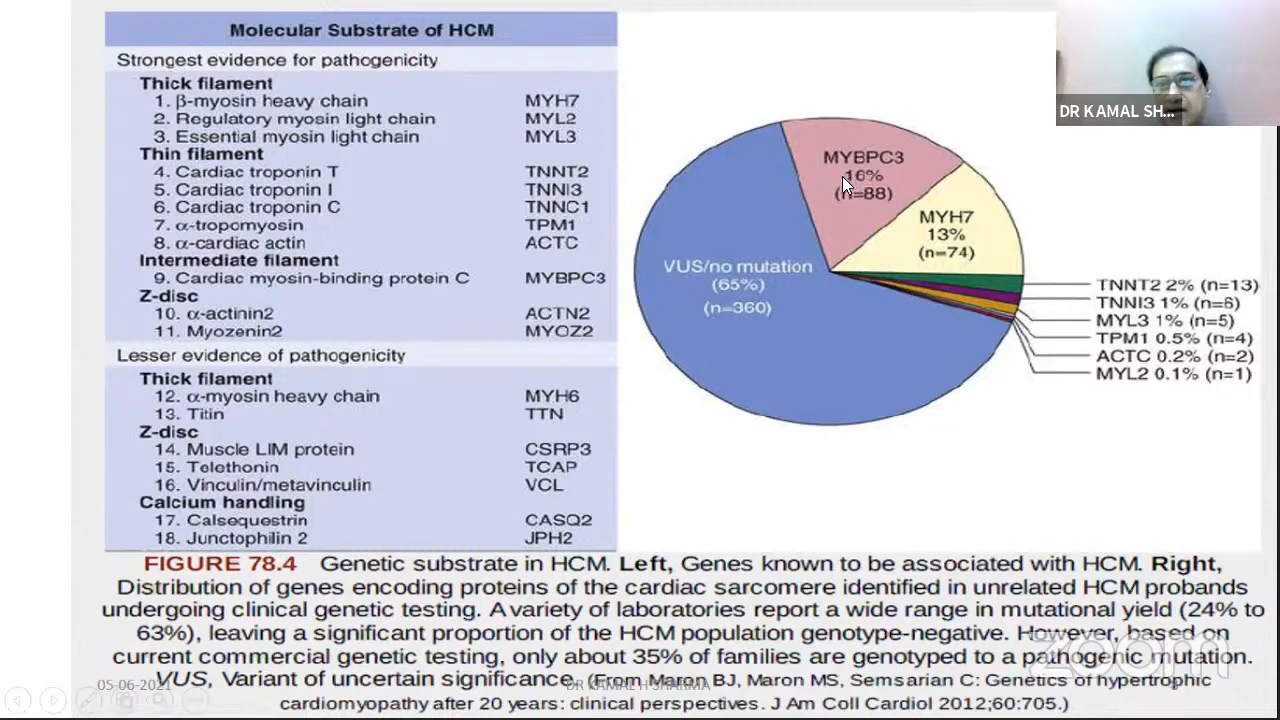 Molecular Substrate of HCM
Strongest evidence for pathogenicity
Thick filament
1. β-myosin heavy chain MYH7
2. Regulatory myosin light chain MYL2
3. Essential myosin light chain MYL3
Thin filament
4. Cardiac troponin T TNNT2
5. Cardiac troponin I TNNI3
6. Cardiac troponin C TNNC1
7. α-tropomyosin TPM1
8. α-cardiac actin ACTC
Intermediate filament
9. Cardiac myosin-binding protein C MYBPC3
Z-disc
10. α-actinin2 ACTN2
11. Myozenin2 MYOZ2
Lesser evidence of pathogenicity
Thick filament
12. α-myosin heavy chain MYH6
13. Titin TTN
Z-disc
14. Muscle LIM protein CSRP3
15. Telethonin TCAP
16. Vinculin/metavinculin VCL
Calcium handling
17. Calsequestrin CASQ2
18. Junctophilin 2 JPH2
DR KAMAL SH...
MYBPC3
16%
(n=88)
MYH7
13%
(n=74)
VUS/no mutation
(65%)
(n=360)
TNNT2 2% (n=13)
TNNI3 1% (n=6)
MYL3 1% (n=5)
TPM1 0.5% (n=4)
ACTC 0.2% (n=2)
MYL2 0.1% (n=1)
FIGURE 78.4 Genetic substrate in HCM. Left, Genes known to be associated with HCM. Right,
Distribution of genes encoding proteins of the cardiac sarcomere identified in unrelated HCM probands
undergoing clinical genetic testing. A variety of laboratories report a wide range in mutational yield (24% to
63%), leaving a significant proportion of the HCM population genotype-negative. However, based on
current commercial genetic testing, only about 35% of families are genotyped to a pathogenic mutation.
VUS, Variant of uncertain significance. (From Maron BJ, Maron MS, Semsarian C: Genetics of hypertrophic
cardiomyopathy after 20 years: clinical perspectives. J Am Coll Cardiol 2012;60:705.)
05-06-2021
DR KAMAL H SHARMA
zoom